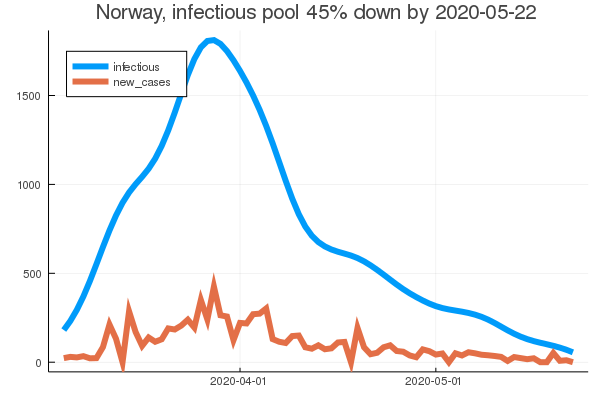 Norway, infectious pool 45% down by 2020-05-22
infectious
new_cases
1500
1000
500
0
2020-04-01
2020-05-01